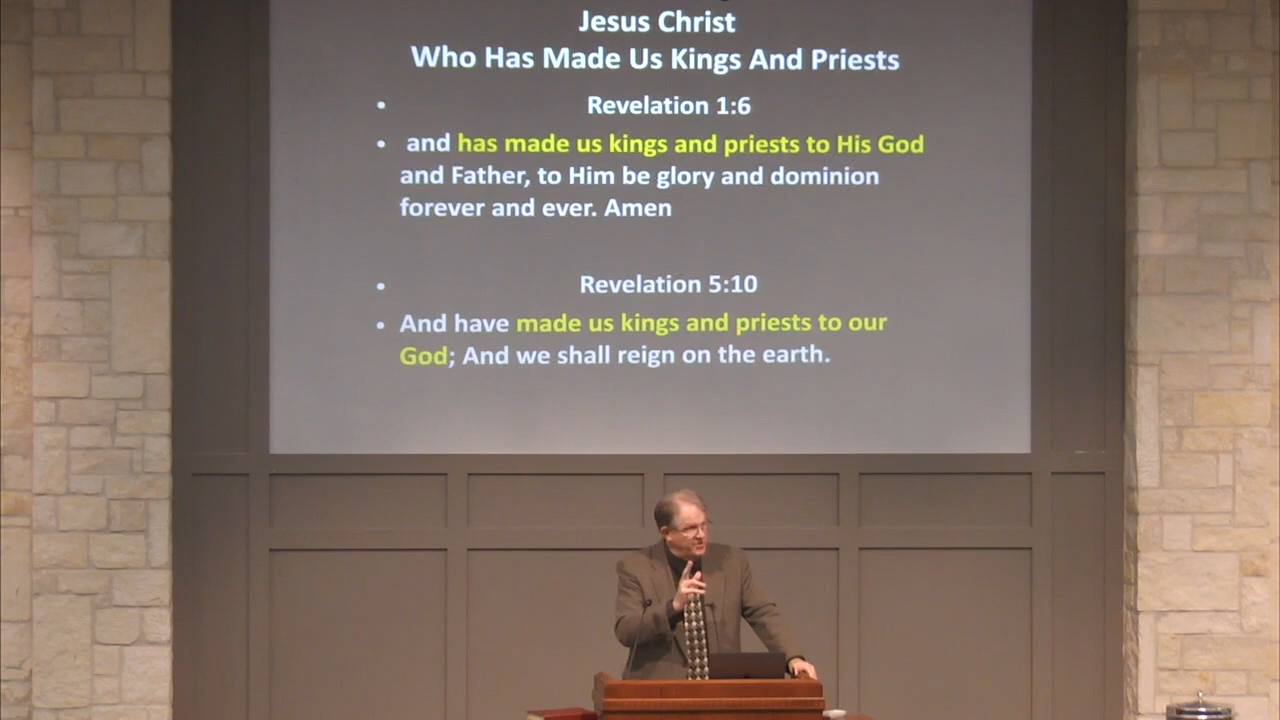 Jesus Christ
Who Has Made Us Kings And Priests
• Revelation 1:6
• and has made us kings and priests to His God
and Father, to Him be glory and dominion
forever and ever. Amen
• Revelation 5:10
• And have made us kings and priests to our
God; And we shall reign on the earth.